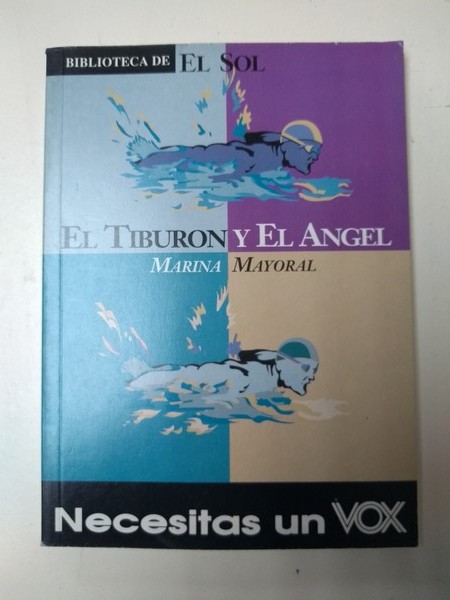 BIBLIOTECA DE EL SOL
EL TIBURON Y EL ANGEL
MARINA MAYORAL
Necesitas un VOX